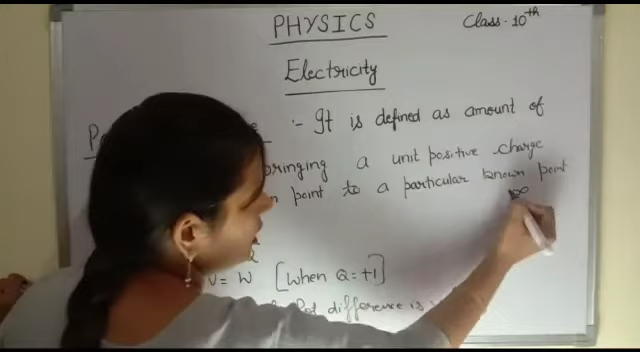 PHYSICS
Class-10th
Electricity
:- It is defined as amount of
bringing a unit positive charge
point to a particular known point
V = W [When Q = +1]
Pot difference is